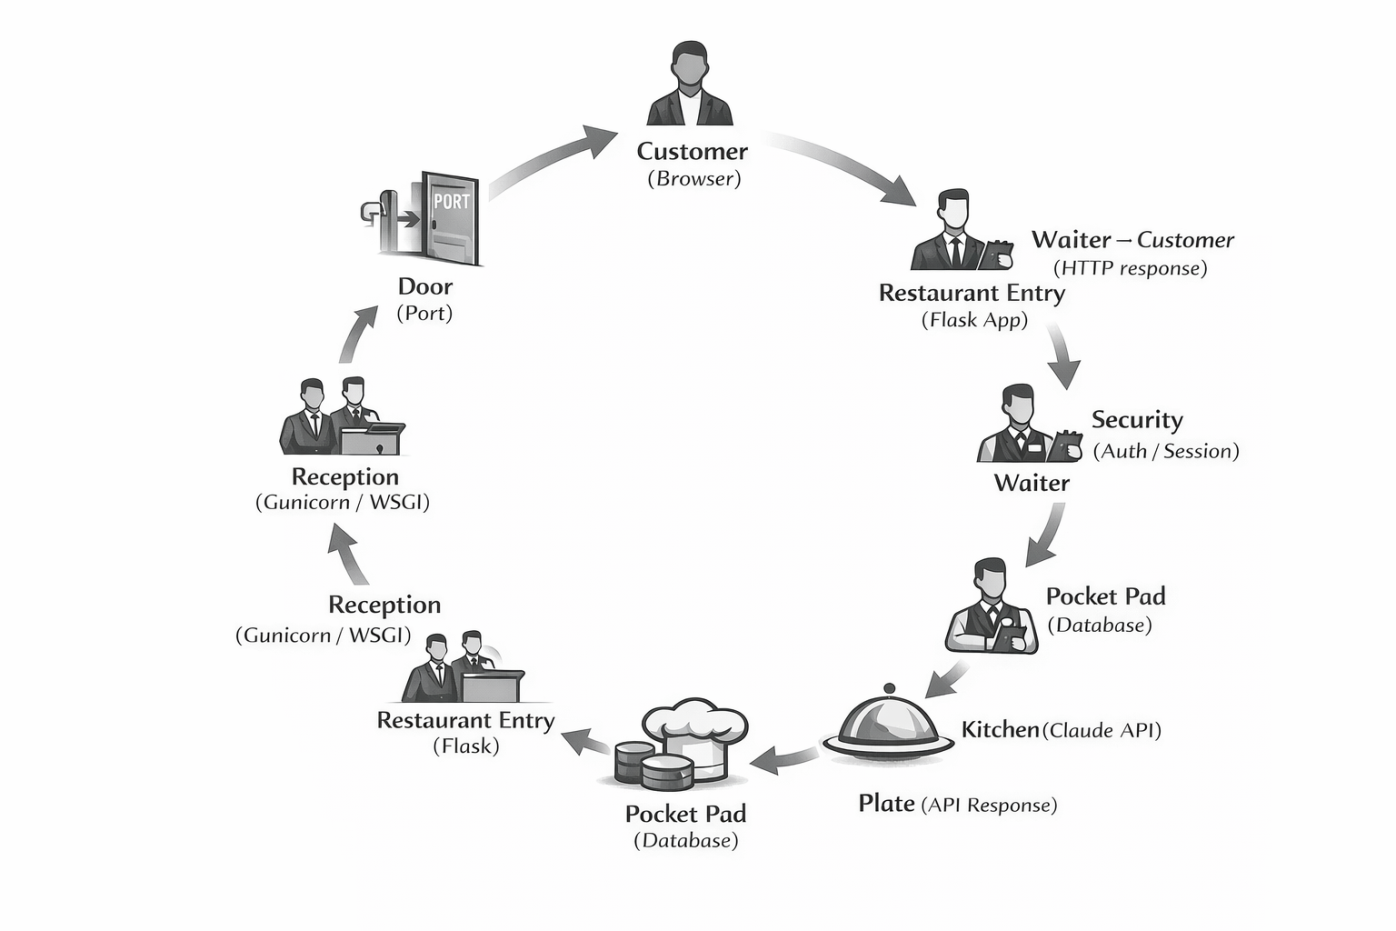 Customer
(Browser)
PORT
Waiter – Customer
(HTTP response)
Restaurant Entry
(Flask App)
Door
(Port)
Security
(Auth / Session)
Waiter
Reception
(Gunicorn / WSGI)
Pocket Pad
(Database)
Reception
(Gunicorn / WSGI)
Restaurant Entry
(Flask)
Kitchen (Claude API)
Plate (API Response)
Pocket Pad
(Database)